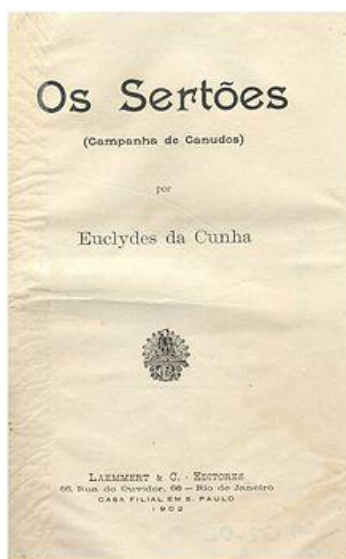 Os Sertões
(Campanha de Canudos)
por
Euclydes da Cunha
LAEMMERT & C. - EDITORES
66, Rua do Ouvidor, 66 — Rio de Janeiro
CASA FILIAL EM S. PAULO
1902